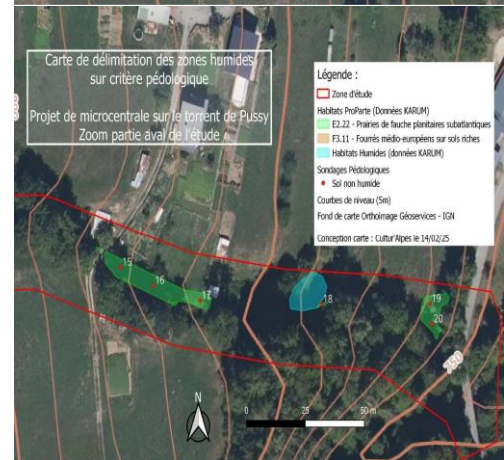 Carte de délimitation des zones humides
sur critère pédologique
Projet de microcentrale sur le torrent de Pussy
Zoom partie aval de l'étude
Légende :
Zone d'étude
Habitats ProParte (Données KARUM)
E2.22 - Prairies de fauche planitaires subatlantiques
F3.11 - Fourrés médio-européens sur sols riches
Habitats Humides (données KARUM)
Sondages Pédologiques
Sol non humide
Courbes de niveau (5m)
Fond de carte Orthoimage Géoservices - IGN
Conception carte : Cultur'Alpes le 14/02/25
15
16
17
18
19
20
750
N
0 25 50 m